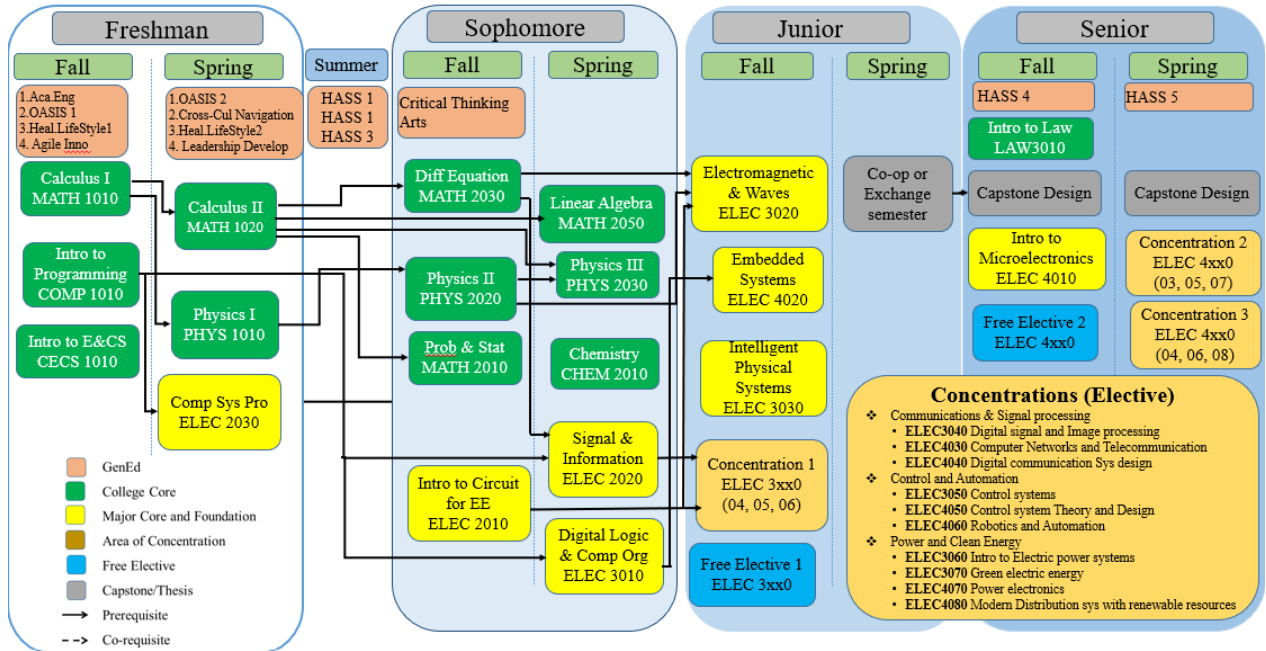 Freshman
Sophomore
Junior
Senior
Fall
Spring
Summer
Fall
Spring
Fall
Spring
Fall
Spring
1.Aca.Eng
2.OASIS 1
3.Heal.LifeStyle1
4. Agile Inno
1.OASIS 2
2.Cross-Cul Navigation
3.Heal.LifeStyle2
4. Leadership Develop
HASS 1
HASS 1
HASS 3
Critical Thinking
Arts
HASS 4
HASS 5
Calculus I
MATH 1010
Intro to
Programming
COMP 1010
Intro to E&CS
CECS 1010
Calculus II
MATH 1020
Physics I
PHYS 1010
Comp Sys Pro
ELEC 2030
Diff Equation
MATH 2030
Physics II
PHYS 2020
Prob & Stat
MATH 2010
Intro to Circuit
for EE
ELEC 2010
Linear Algebra
MATH 2050
Physics III
PHYS 2030
Chemistry
CHEM 2010
Signal &
Information
ELEC 2020
Digital Logic
& Comp Org
ELEC 3010
Electromagnetic
& Waves
ELEC 3020
Embedded
Systems
ELEC 4020
Intelligent
Physical
Systems
ELEC 3030
Concentration 1
ELEC 3xx0
(04, 05, 06)
Free Elective 1
ELEC 3xx0
Co-op or
Exchange
semester
Intro to Law
LAW3010
Capstone Design
Intro to
Microelectronics
ELEC 4010
Free Elective 2
ELEC 4xx0
Capstone Design
Concentration 2
ELEC 4xx0
(03, 05, 07)
Concentration 3
ELEC 4xx0
(04, 06, 08)
GenEd
College Core
Major Core and Foundation
Area of Concentration
Free Elective
Capstone/Thesis
Prerequisite
Co-requisite
Concentrations (Elective)
❖ Communications & Signal processing
• ELEC3040 Digital signal and Image processing
• ELEC4030 Computer Networks and Telecommunication
• ELEC4040 Digital communication Sys design
❖ Control and Automation
• ELEC3050 Control systems
• ELEC4050 Control system Theory and Design
• ELEC4060 Robotics and Automation
❖ Power and Clean Energy
• ELEC3060 Intro to Electric power systems
• ELEC3070 Green electric energy
• ELEC4070 Power electronics
• ELEC4080 Modern Distribution sys with renewable resources